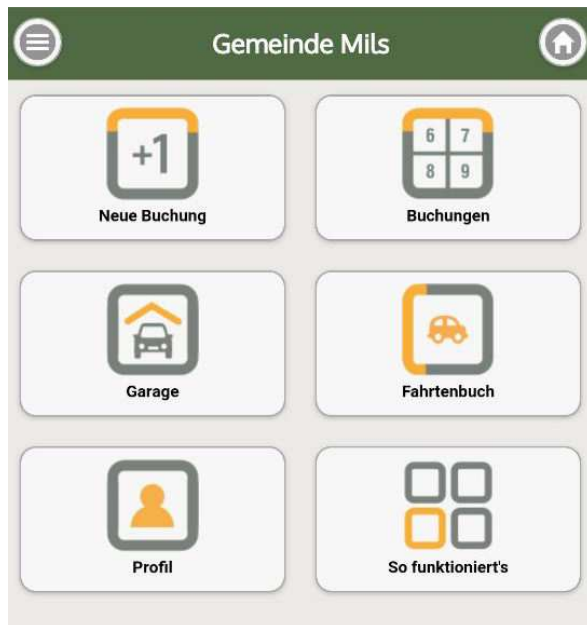 Gemeinde Mils
+1
6 7
8 9
Neue Buchung
Buchungen
Garage
Fahrtenbuch
Profil
So funktioniert's